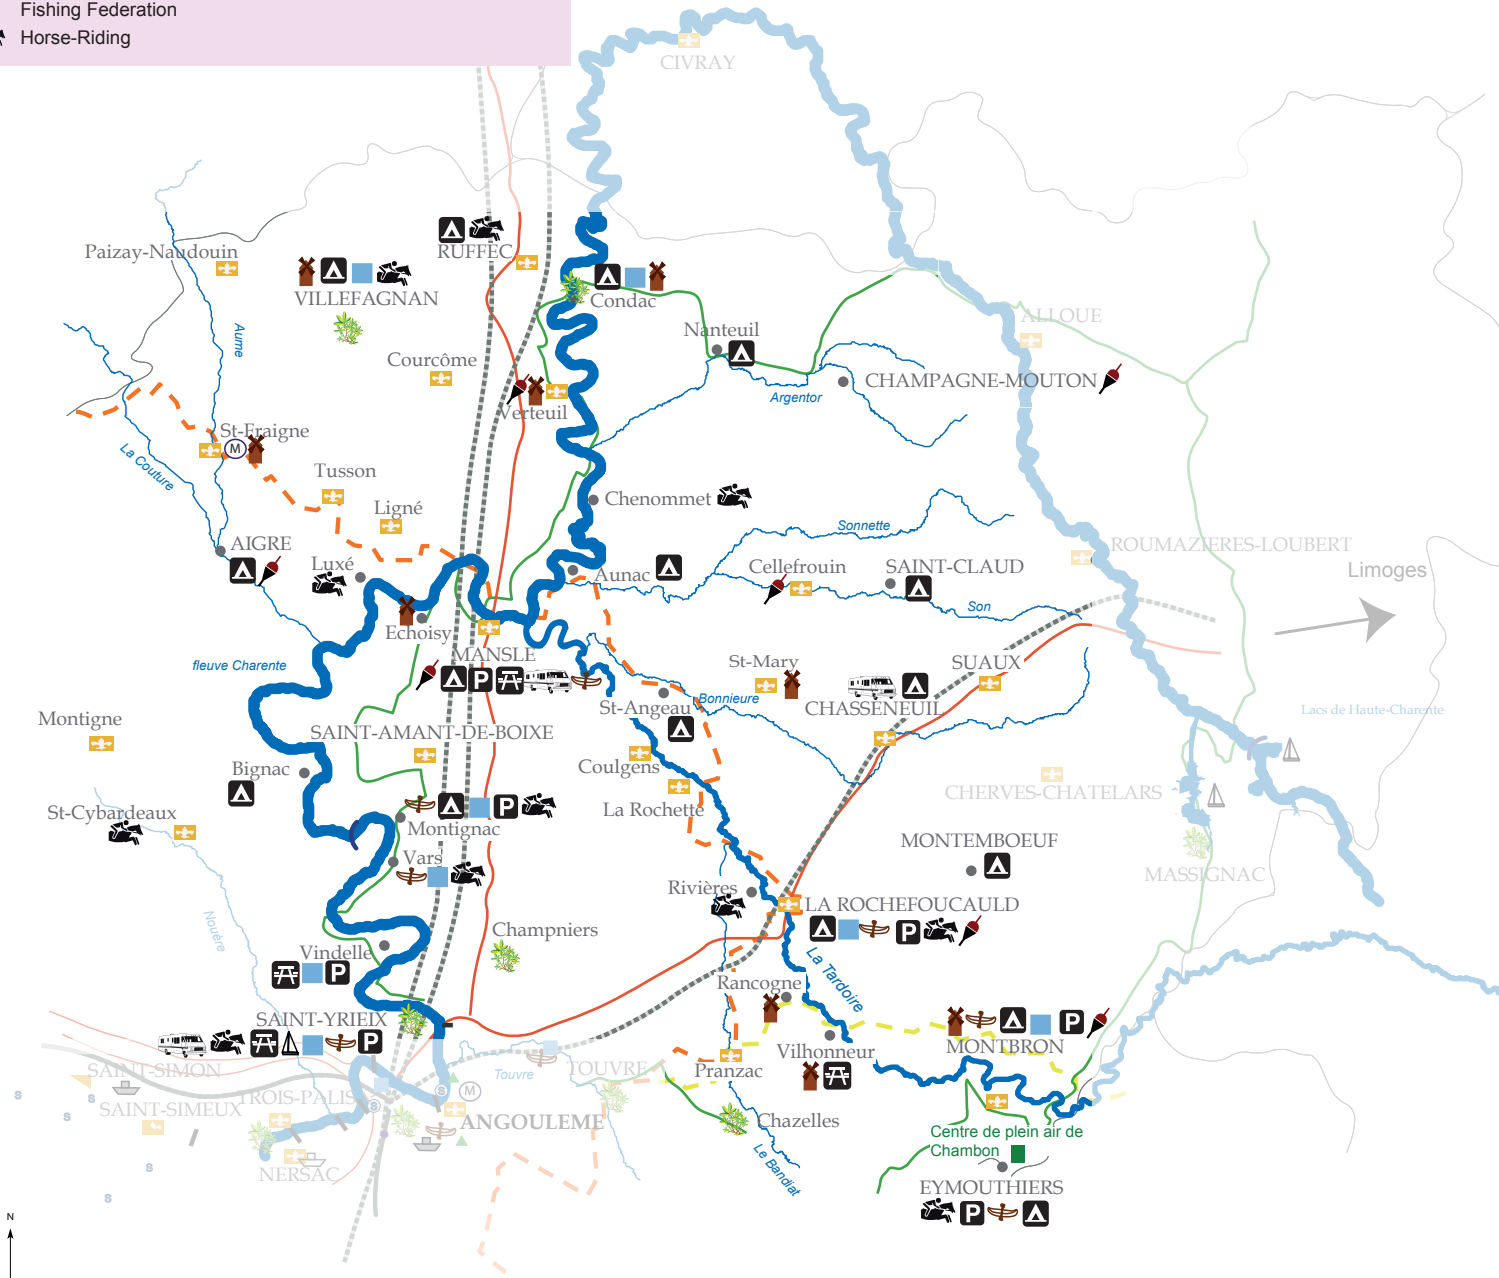 Fishing Federation
Horse-Riding
CIVRAY
Paizay-Naudouin
RUFFEC
VILLEFAGNAN
Condac
Aume
ALLOUE
Nanteuil
Courcôme
CHAMPAGNE-MOUTON
Argentor
Verteuil
St-Fraigne
M
La Couture
Tusson
Ligné
Chenommet
Sonnette
AIGRE
ROUMAZIERES-LOUBERT
Luxé
Aunac
Cellefrouin
SAINT-CLAUD
Limoges
Son
Echoisy
MANSLE
fleuve Charente
St-Mary
SUAUX
P
Bonnieure
St-Angeau
CHASSENEUIL
Lacs de Haute-Charente
Montigne
SAINT-AMANT-DE-BOIXE
Bignac
Coulgens
CHERVES-CHATELARS
La Rochette
St-Cybardeaux
P
Montignac
MONTEMBOEUF
Vars
MASSIGNAC
Rivières
LA ROCHEFOUCAULD
P
Nouère
Champniers
Vindelle
P
La Tardoire
Rancogne
SAINT-YRIEIX
P
P
MONTBRON
Vilhonneur
SAINT-SIMON
Touvre
TOUVRE
Pranzac
SAINT-SIMEUX
TROIS-PALIS
S
S
M
S
S
S
ANGOULEME
Chazelles
Centre de plein air de
Chambon
Le Bandiat
NERSAC
S
S
EYMOUTHIERS
P
N